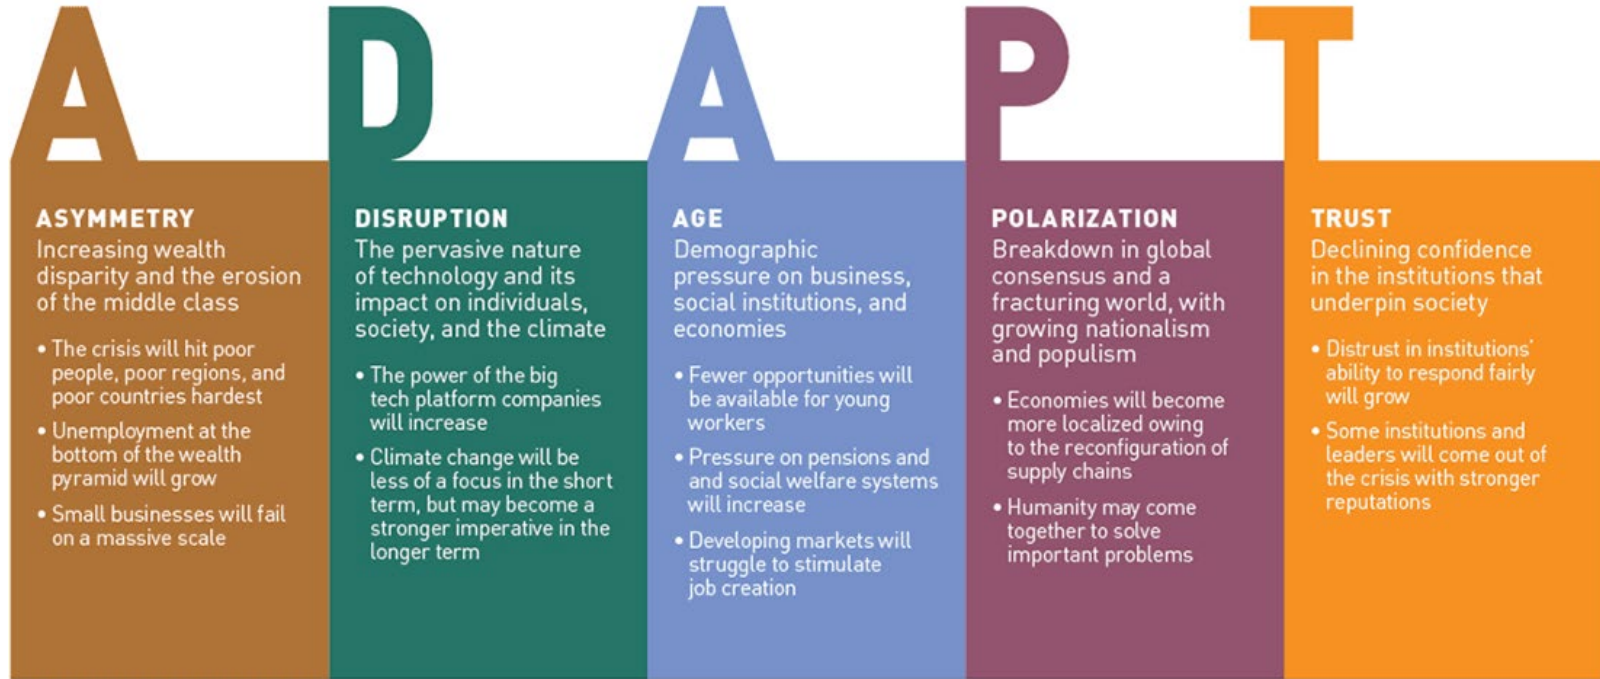 A D A P T
ASYMMETRY
Increasing wealth
disparity and the erosion
of the middle class
• The crisis will hit poor
people, poor regions, and
poor countries hardest
• Unemployment at the
bottom of the wealth
pyramid will grow
• Small businesses will fail
on a massive scale
DISRUPTION
The pervasive nature
of technology and its
impact on individuals,
society, and the climate
• The power of the big
tech platform companies
will increase
• Climate change will be
less of a focus in the short
term, but may become a
stronger imperative in the
longer term
AGE
Demographic
pressure on business,
social institutions, and
economies
• Fewer opportunities will
be available for young
workers
• Pressure on pensions and
and social welfare systems
will increase
• Developing markets will
struggle to stimulate
job creation
POLARIZATION
Breakdown in global
consensus and a
fracturing world, with
growing nationalism
and populism
• Economies will become
more localized owing
to the reconfiguration of
supply chains
• Humanity may come
together to solve
important problems
TRUST
Declining confidence
in the institutions that
underpin society
• Distrust in institutions'
ability to respond fairly
will grow
• Some institutions and
leaders will come out of
the crisis with stronger
reputations